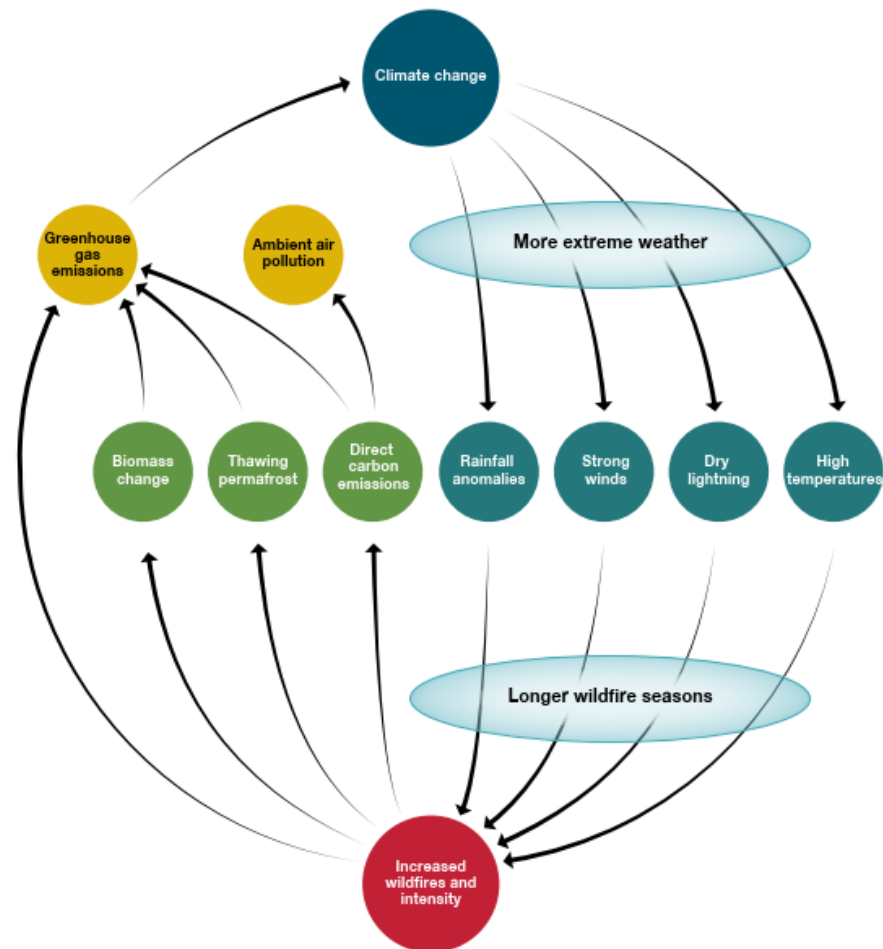 Climate change
Greenhouse
gas
emissions
Ambient air
pollution
More extreme weather
Biomass
change
Thawing
permafrost
Direct
carbon
emissions
Rainfall
anomalies
Strong
winds
Dry
lightning
High
temperatures
Longer wildfire seasons
Increased
wildfires and
intensity